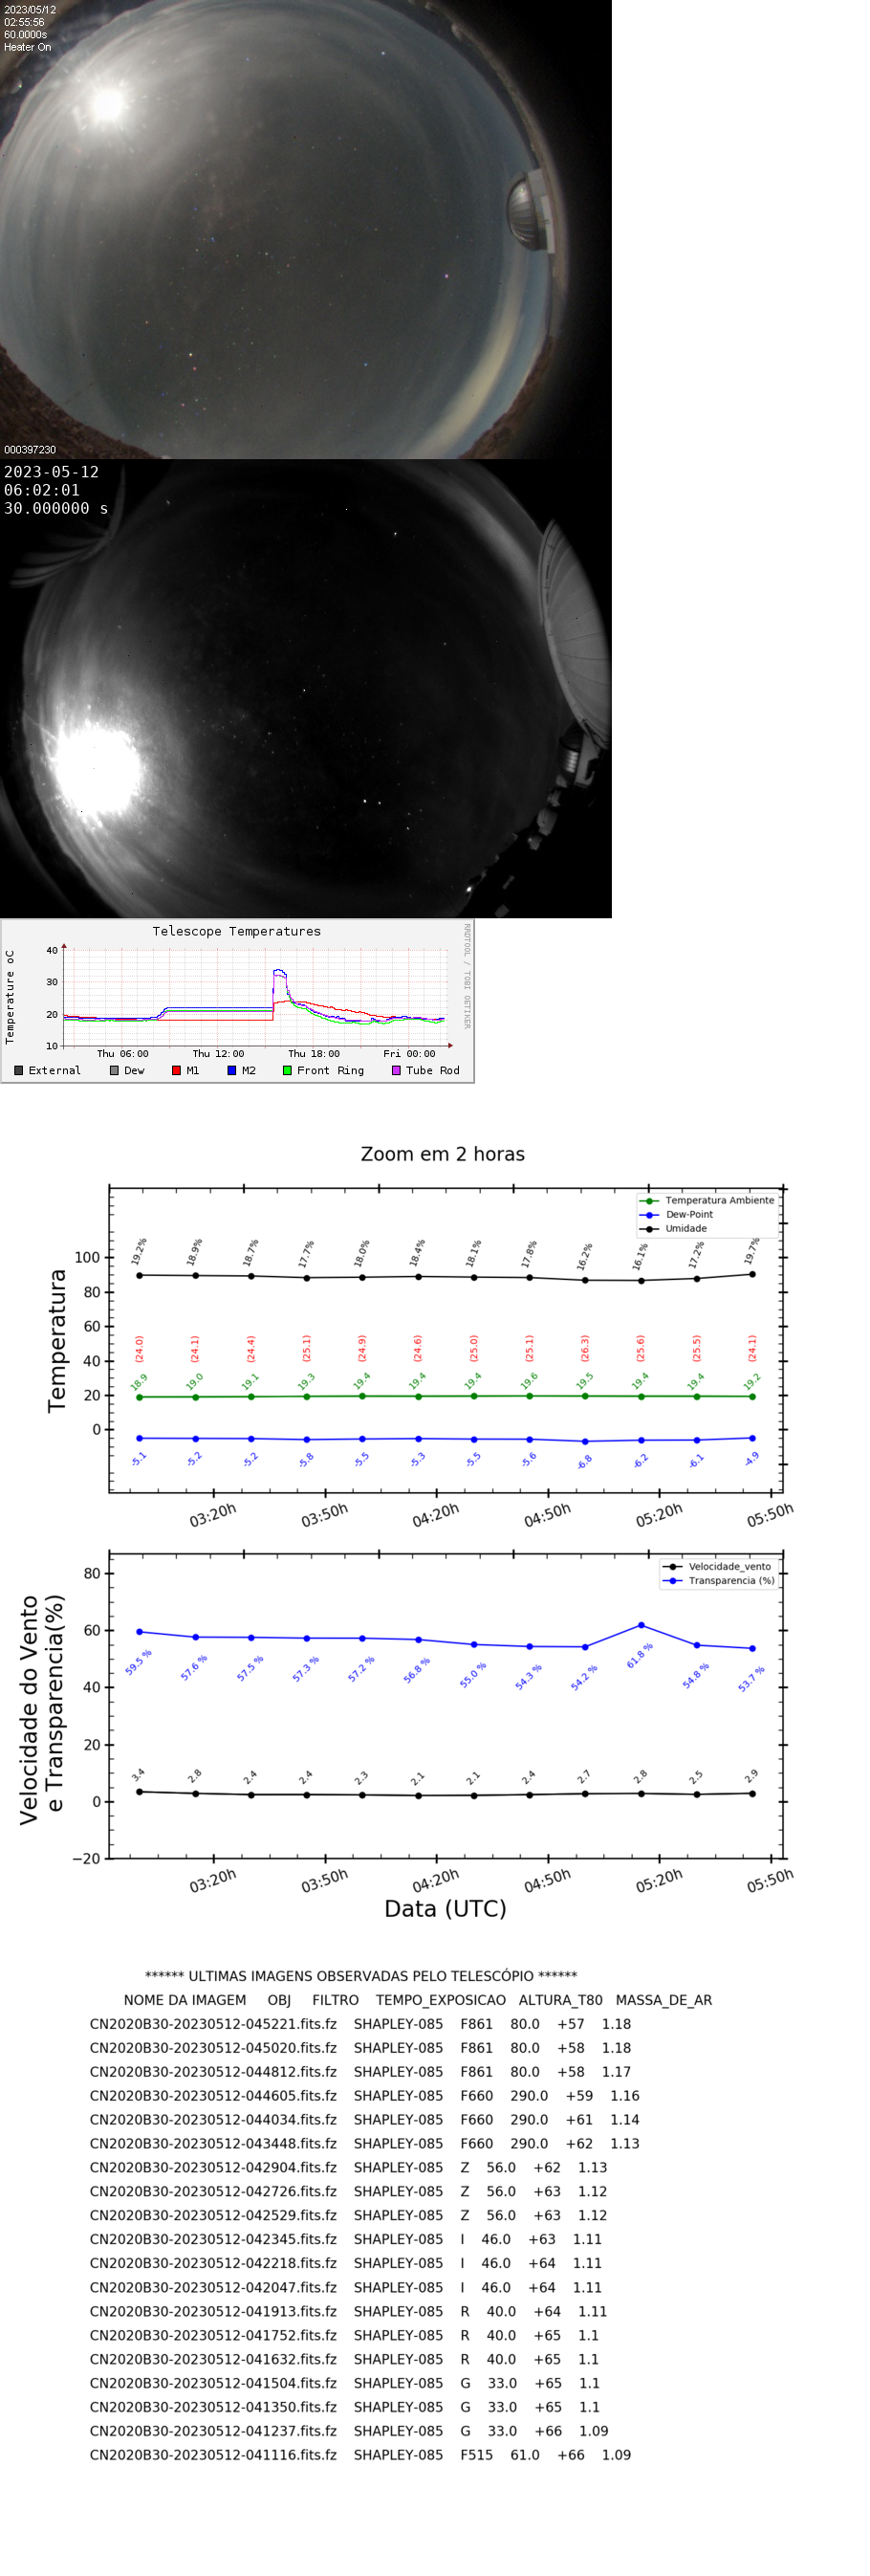 2023/05/12
02:55:56
60.0000s
Heater On
000397230
2023-05-12
06:02:01
30.000000 s
Telescope Temperatures
RRDTOOL / TOBI OETIKER
Temperature oC
40
30
20
10
Thu 06:00 Thu 12:00 Thu 18:00 Fri 00:00
External Dew M1 M2 Front Ring Tube Rod
Zoom em 2 horas
Temperatura Ambiente
Dew-Point
Umidade
Temperatura
100
80
60
40
20
0
19.2% 18.9% 18.7% 17.7% 18.0% 18.4% 18.1% 17.8% 16.2% 16.1% 17.2% 19.7%
(24.0) (24.1) (24.4) (25.1) (24.9) (24.6) (25.0) (25.1) (26.3) (25.6) (25.5) (24.1)
18.9 19.0 19.1 19.3 19.4 19.4 19.4 19.6 19.5 19.4 19.4 19.2
-5.1 -5.2 -5.2 -5.8 -5.5 -5.3 -5.5 -5.6 -6.8 -6.2 -6.1 -4.9
03:20h 03:50h 04:20h 04:50h 05:20h 05:50h
Velocidade_vento
Transparencia (%)
Velocidade do Vento
e Transparencia(%)
80
60
40
20
0
−20
59.5 % 57.6 % 57.5 % 57.3 % 57.2 % 56.8 % 55.0 % 54.3 % 54.2 % 61.8 % 54.8 % 53.7 %
3.4 2.8 2.4 2.4 2.3 2.1 2.1 2.4 2.7 2.8 2.5 2.9
03:20h 03:50h 04:20h 04:50h 05:20h 05:50h
Data (UTC)
****** ULTIMAS IMAGENS OBSERVADAS PELO TELESCÓPIO ******
NOME DA IMAGEM OBJ FILTRO TEMPO_EXPOSICAO ALTURA_T80 MASSA_DE_AR
CN2020B30-20230512-045221.fits.fz SHAPLEY-085 F861 80.0 +57 1.18
CN2020B30-20230512-045020.fits.fz SHAPLEY-085 F861 80.0 +58 1.18
CN2020B30-20230512-044812.fits.fz SHAPLEY-085 F861 80.0 +58 1.17
CN2020B30-20230512-044605.fits.fz SHAPLEY-085 F660 290.0 +59 1.16
CN2020B30-20230512-044034.fits.fz SHAPLEY-085 F660 290.0 +61 1.14
CN2020B30-20230512-043448.fits.fz SHAPLEY-085 F660 290.0 +62 1.13
CN2020B30-20230512-042904.fits.fz SHAPLEY-085 Z 56.0 +62 1.13
CN2020B30-20230512-042726.fits.fz SHAPLEY-085 Z 56.0 +63 1.12
CN2020B30-20230512-042529.fits.fz SHAPLEY-085 Z 56.0 +63 1.12
CN2020B30-20230512-042345.fits.fz SHAPLEY-085 I 46.0 +63 1.11
CN2020B30-20230512-042218.fits.fz SHAPLEY-085 I 46.0 +64 1.11
CN2020B30-20230512-042047.fits.fz SHAPLEY-085 I 46.0 +64 1.11
CN2020B30-20230512-041913.fits.fz SHAPLEY-085 R 40.0 +64 1.11
CN2020B30-20230512-041752.fits.fz SHAPLEY-085 R 40.0 +65 1.1
CN2020B30-20230512-041632.fits.fz SHAPLEY-085 R 40.0 +65 1.1
CN2020B30-20230512-041504.fits.fz SHAPLEY-085 G 33.0 +65 1.1
CN2020B30-20230512-041350.fits.fz SHAPLEY-085 G 33.0 +65 1.1
CN2020B30-20230512-041237.fits.fz SHAPLEY-085 G 33.0 +66 1.09
CN2020B30-20230512-041116.fits.fz SHAPLEY-085 F515 61.0 +66 1.09